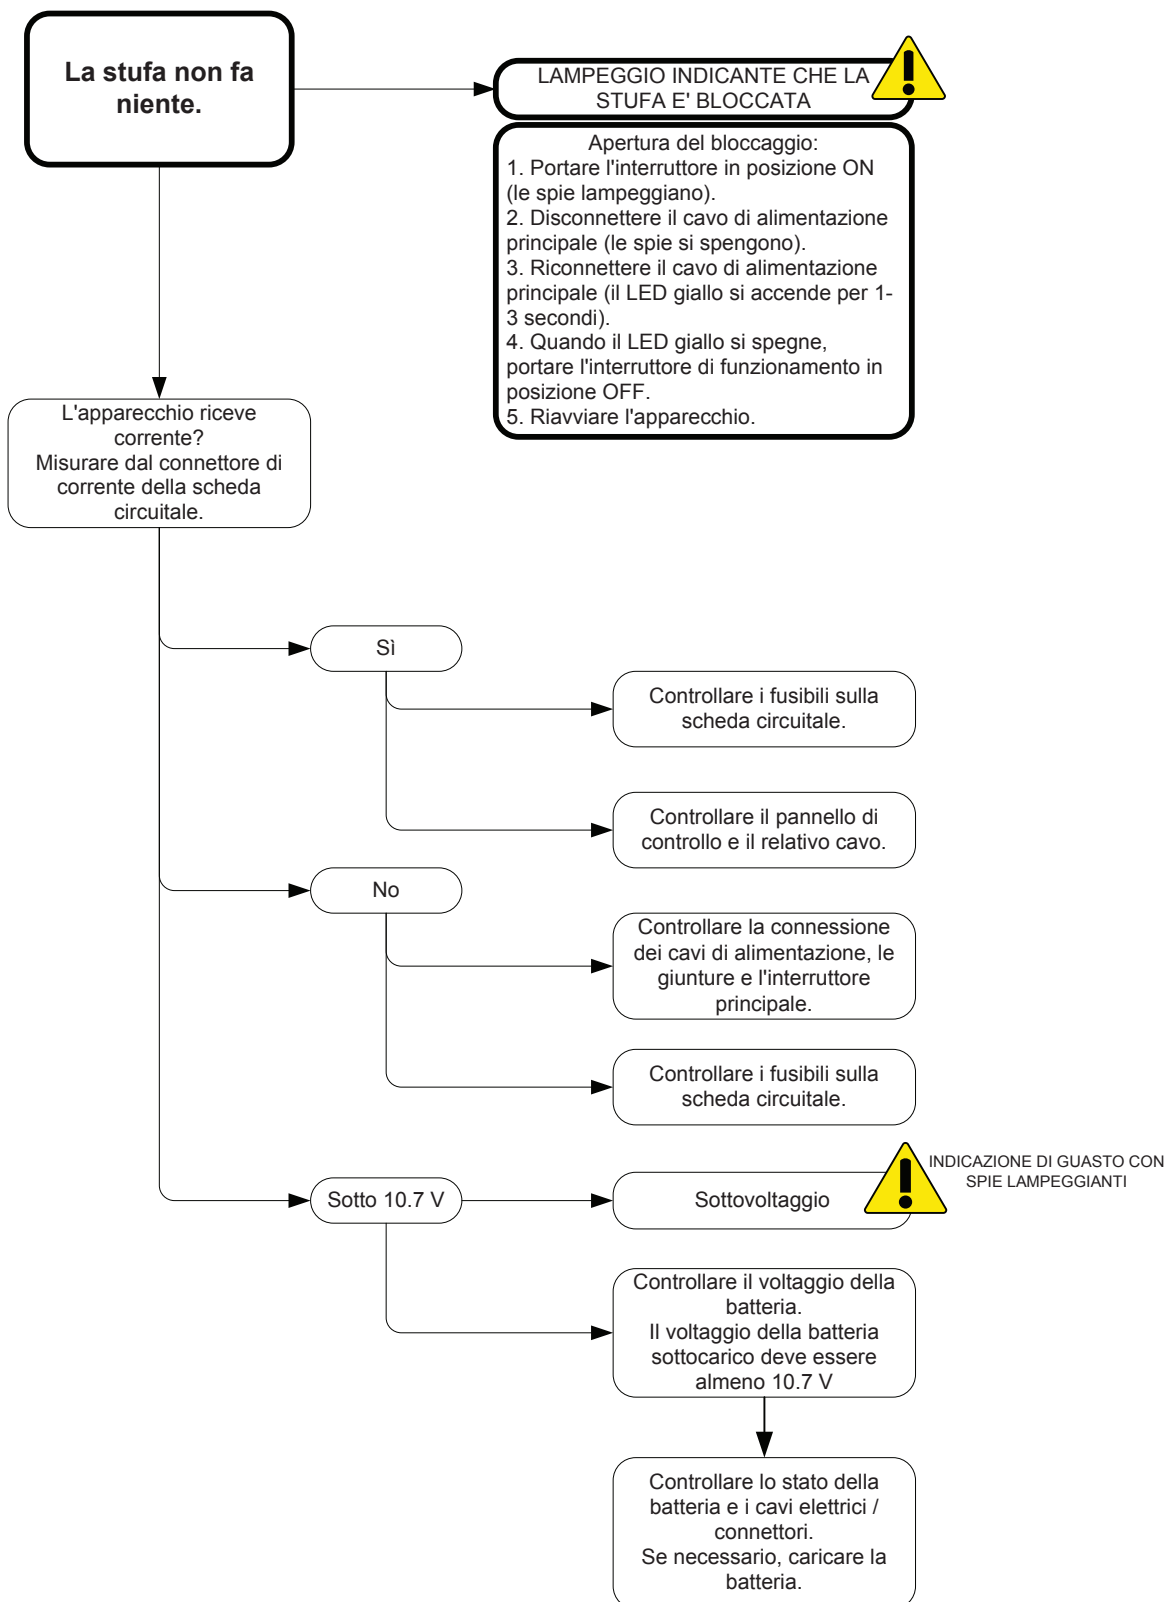 La stufa non fa
niente.
LAMPEGGIO INDICANTE CHE LA
STUFA E' BLOCCATA
Apertura del bloccaggio:
1. Portare l'interruttore in posizione ON
(le spie lampeggiano).
2. Disconnettere il cavo di alimentazione
principale (le spie si spengono).
3. Riconnettere il cavo di alimentazione
principale (il LED giallo si accende per 1-
3 secondi).
4. Quando il LED giallo si spegne,
portare l'interruttore di funzionamento in
posizione OFF.
5. Riavviare l'apparecchio.
L'apparecchio riceve
corrente?
Misurare dal connettore di
corrente della scheda
circuitale.
Sì
Controllare i fusibili sulla
scheda circuitale.
Controllare il pannello di
controllo e il relativo cavo.
No
Controllare la connessione
dei cavi di alimentazione, le
giunture e l'interruttore
principale.
Controllare i fusibili sulla
scheda circuitale.
Sotto 10.7 V
Sottovoltaggio
INDICAZIONE DI GUASTO CON
SPIE LAMPEGGIANTI
Controllare il voltaggio della
batteria.
Il voltaggio della batteria
sottocarico deve essere
almeno 10.7 V
Controllare lo stato della
batteria e i cavi elettrici /
connettori.
Se necessario, caricare la
batteria.